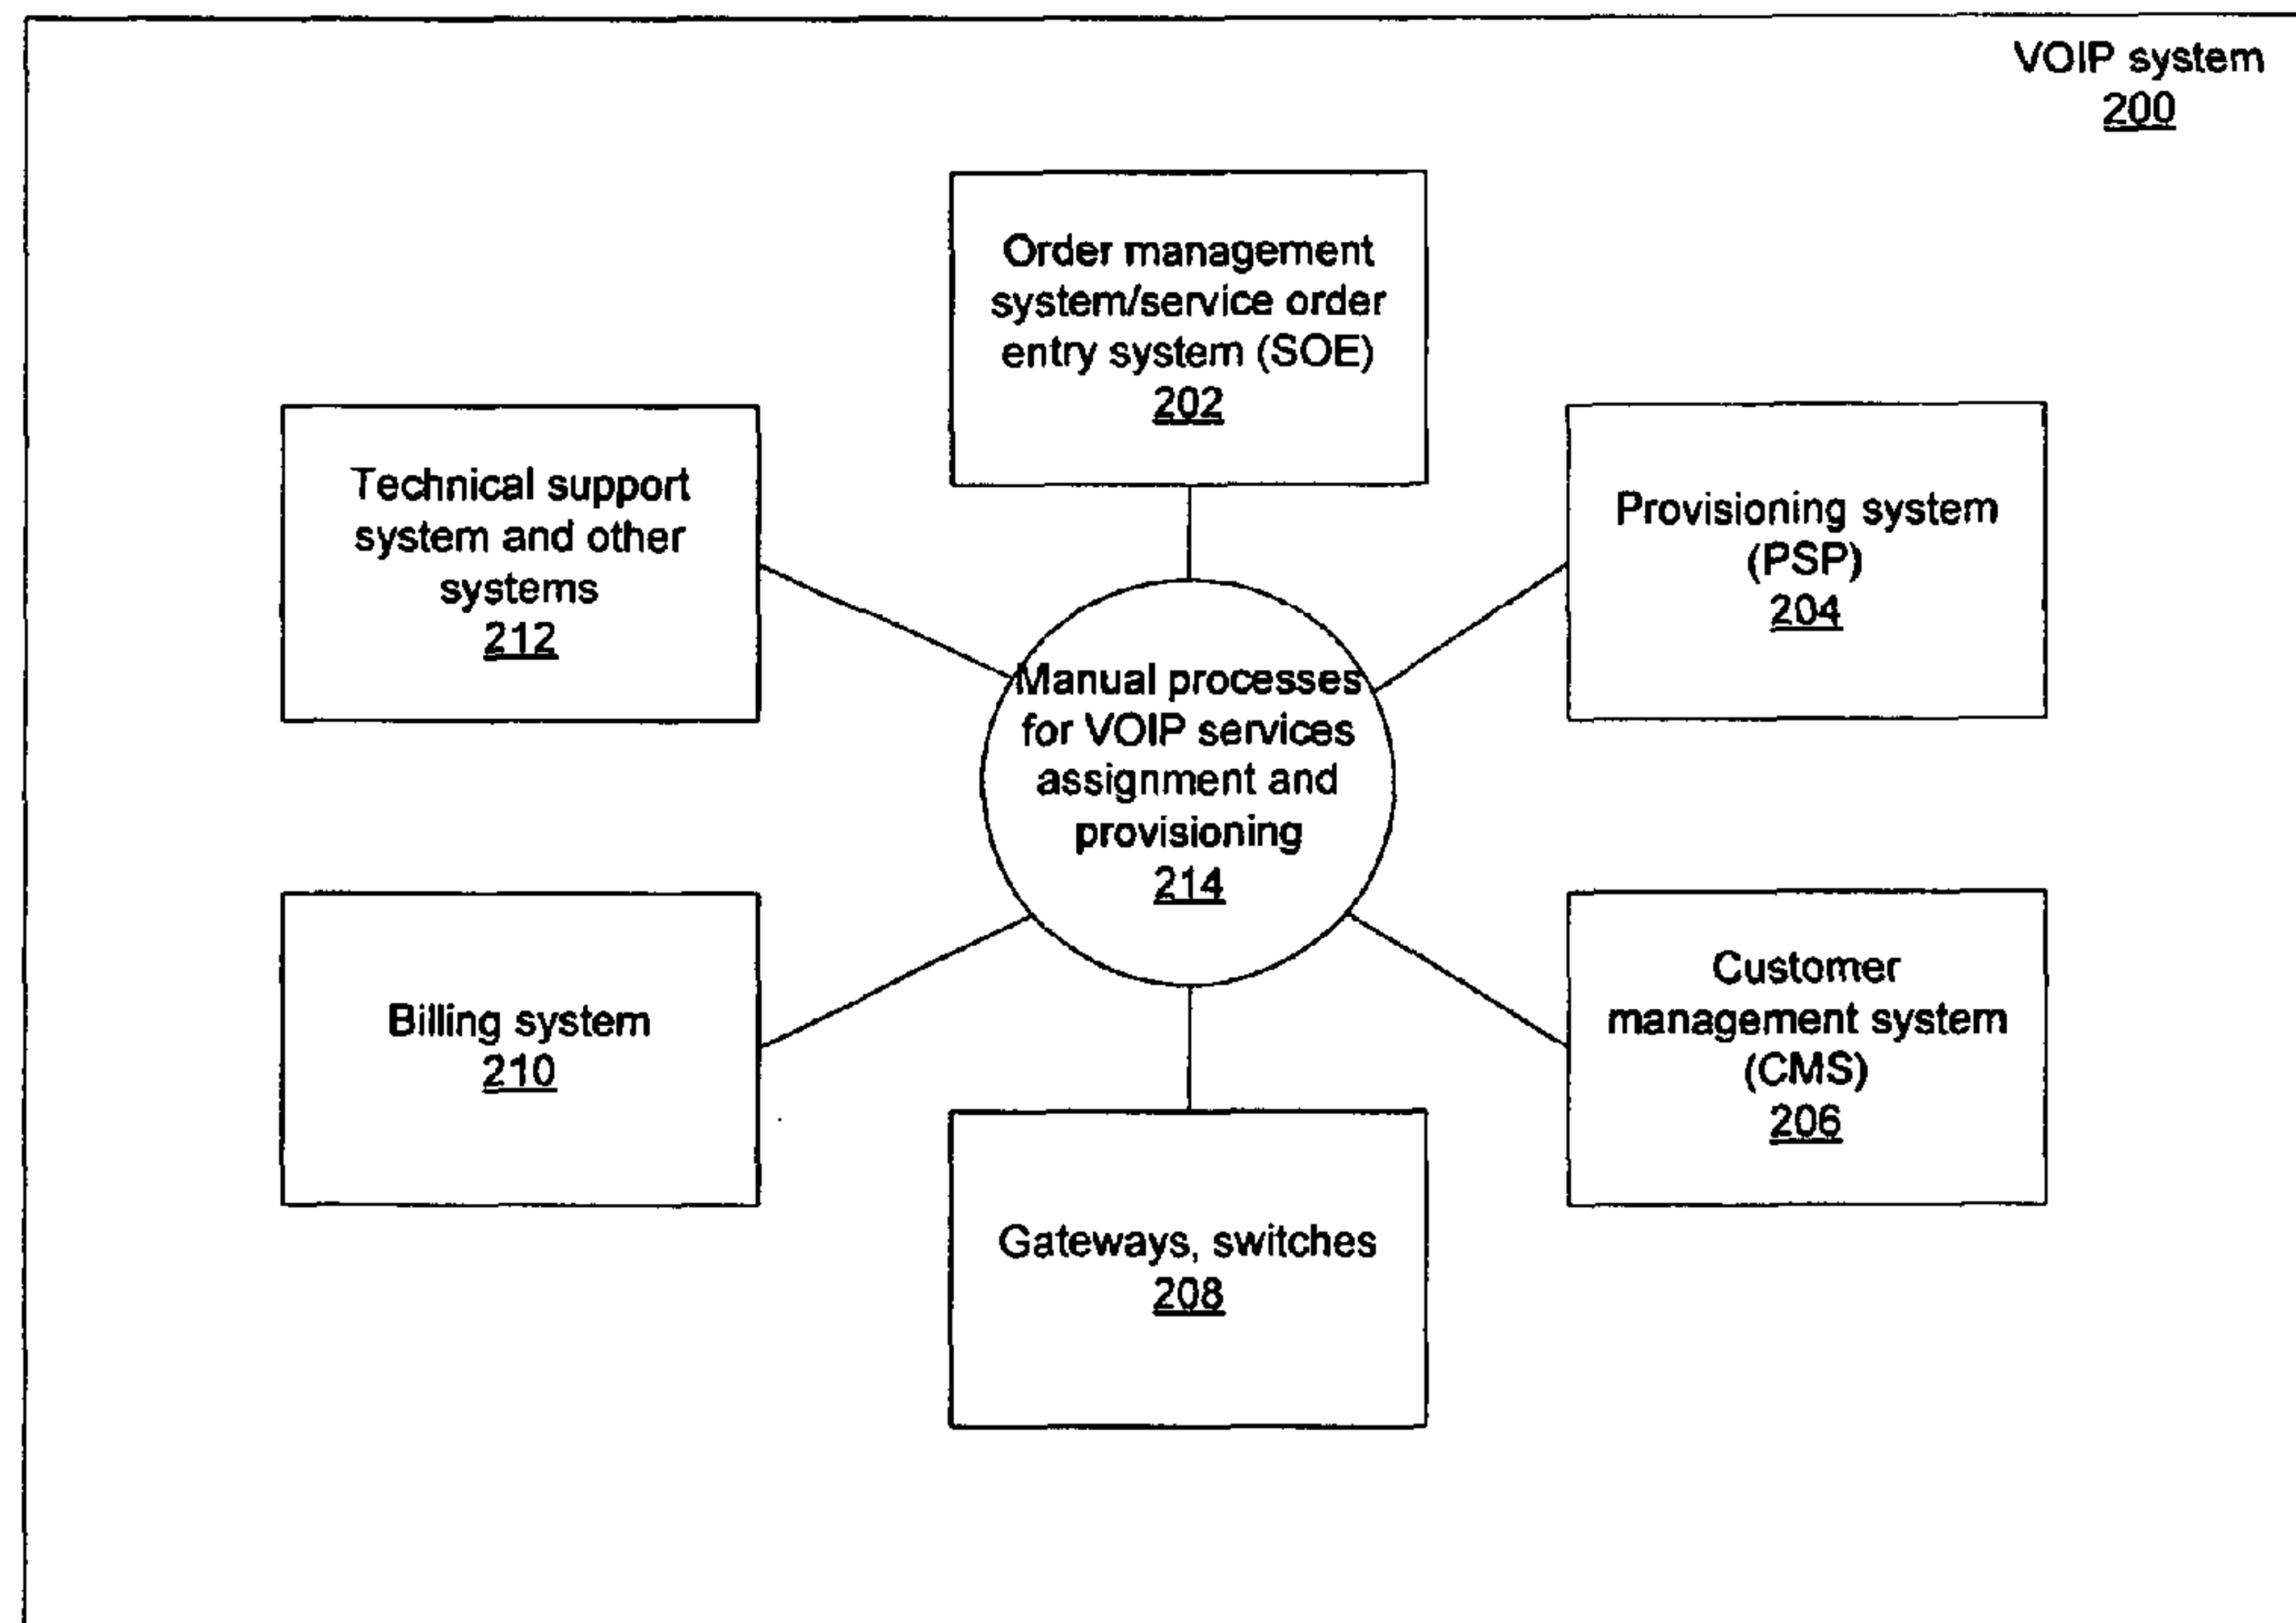 VOIP system
200
Order management
system/service order
entry system (SOE)
202
Technical support
system and other
systems
212
Provisioning system
(PSP)
204
Manual processes
for VOIP services
assignment and
provisioning
214
Billing system
210
Customer
management system
(CMS)
206
Gateways, switches
208